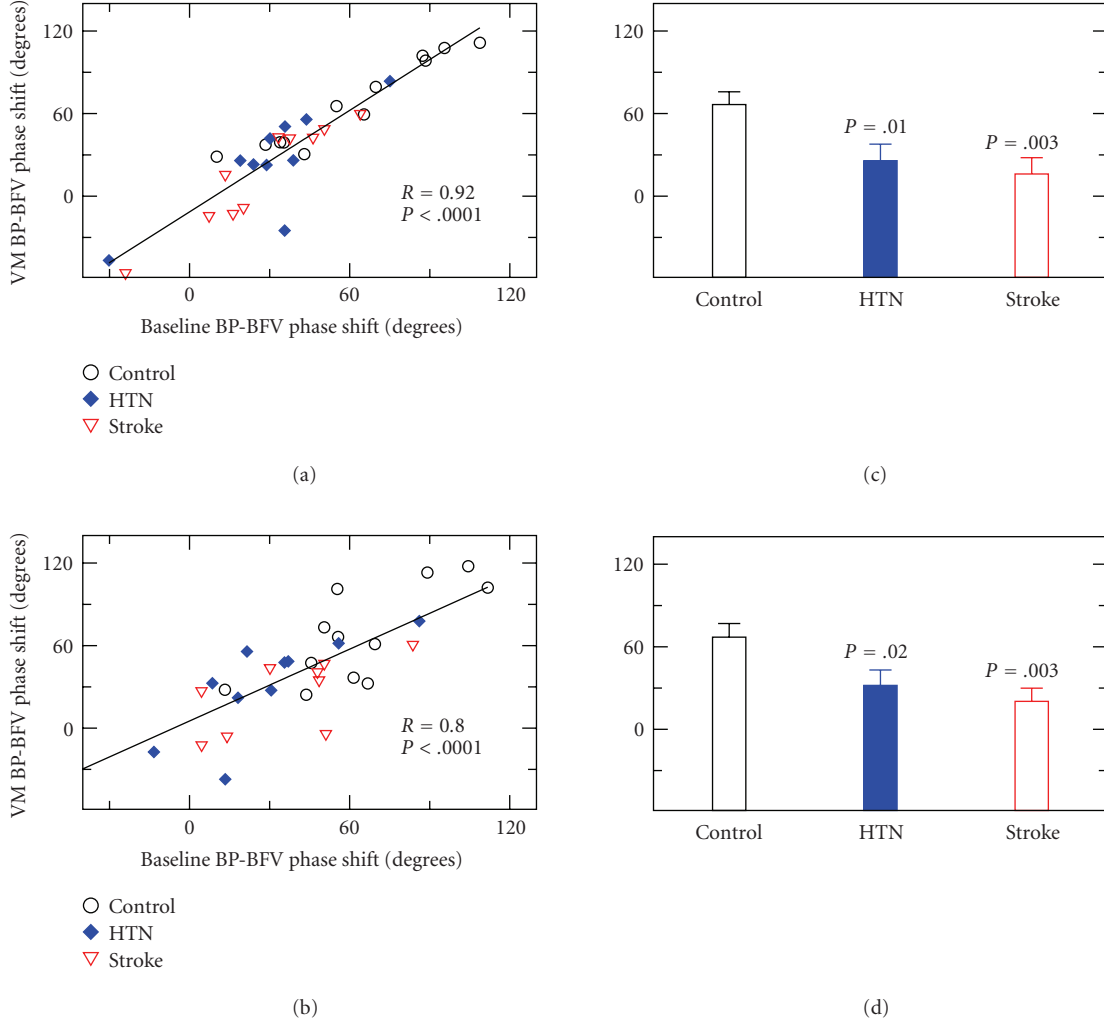 VM BP-BFV phase shift (degrees)
120
60
0
R = 0.92
P < .0001
0
60
120
Baseline BP-BFV phase shift (degrees)
Control
HTN
Stroke
(a)
120
60
0
P = .01
P = .003
Control
HTN
Stroke
(c)
VM BP-BFV phase shift (degrees)
120
60
0
R = 0.8
P < .0001
0
60
120
Baseline BP-BFV phase shift (degrees)
Control
HTN
Stroke
(b)
120
60
0
P = .02
P = .003
Control
HTN
Stroke
(d)